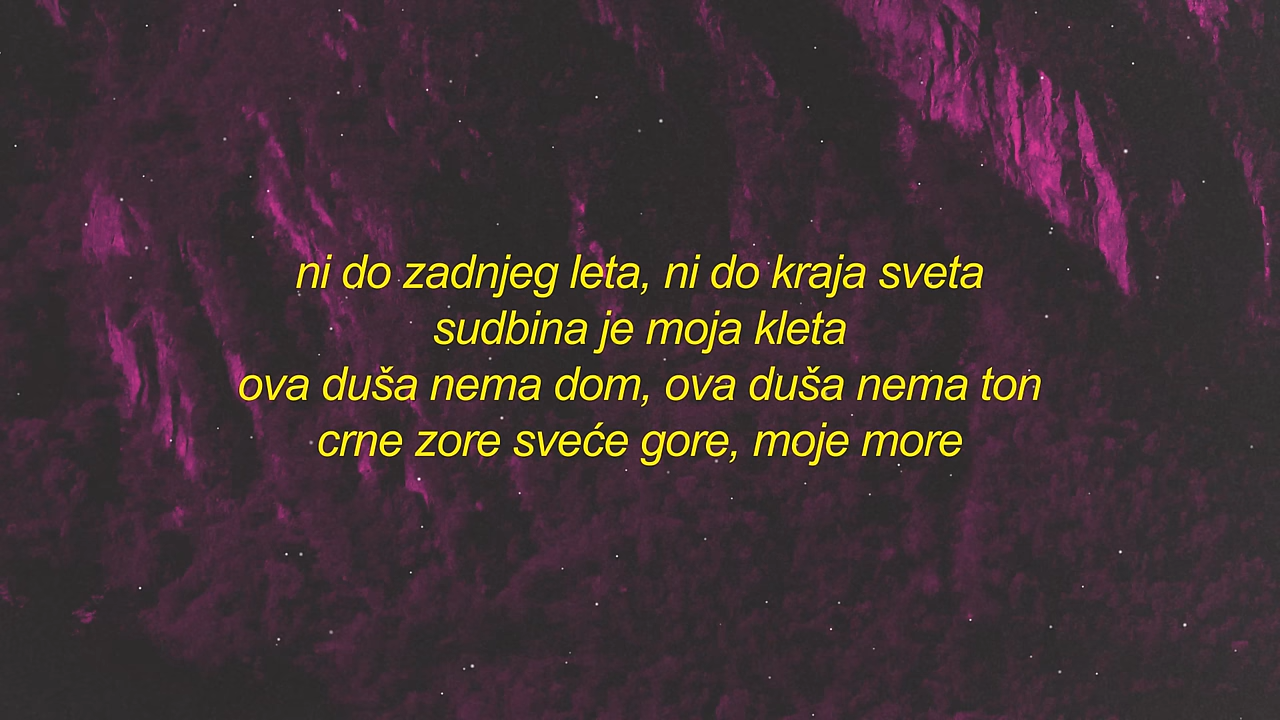 ni do zadnjeg leta, ni do kraja sveta
sudbina je moja kleta
ova duša nema dom, ova duša nema ton
crne zore sveće gore, moje more